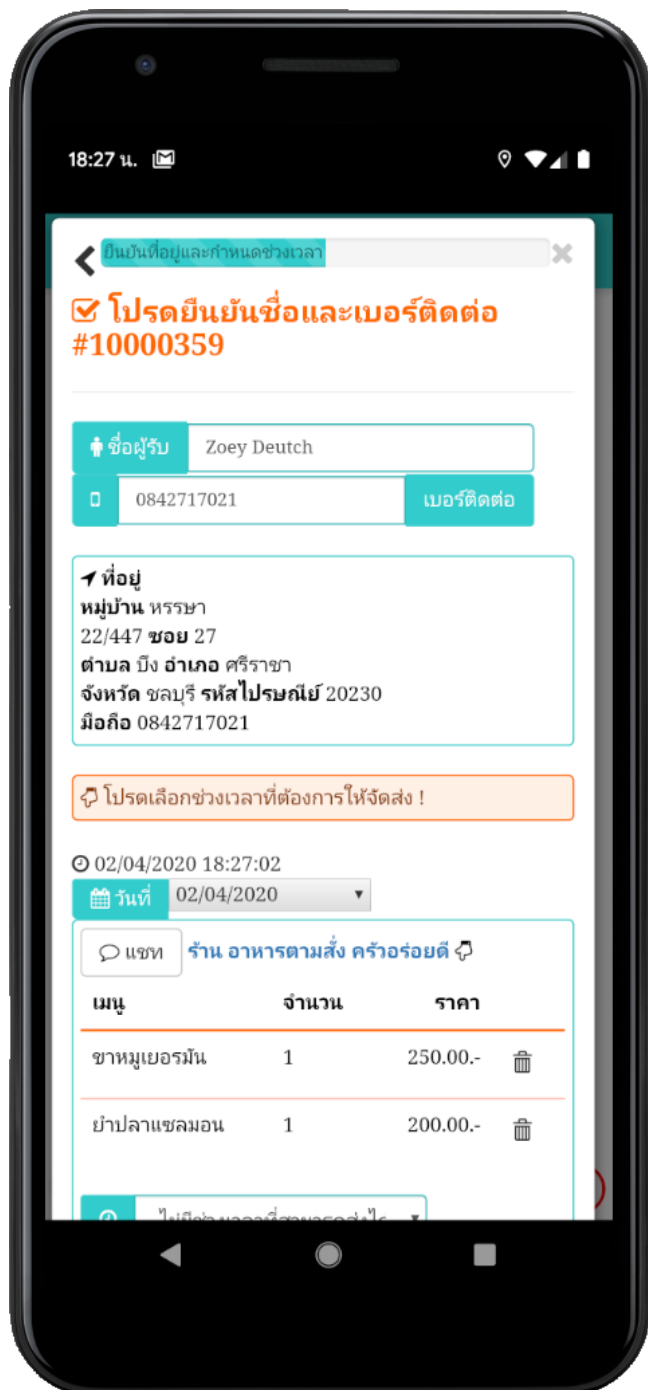 18:27 น.
ยืนยันที่อยู่และกำหนดช่วงเวลา
โปรดยืนยันชื่อและเบอร์ติดต่อ
#10000359
ชื่อผู้รับ Zoey Deutch
0842717021 เบอร์ติดต่อ
ที่อยู่
หมู่บ้าน หรรษา
22/447 ซอย 27
ตำบล บึง อำเภอ ศรีราชา
จังหวัด ชลบุรี รหัสไปรษณีย์ 20230
มือถือ 0842717021
โปรดเลือกช่วงเวลาที่ต้องการให้จัดส่ง !
02/04/2020 18:27:02
วันที่ 02/04/2020
แชท ร้าน อาหารตามสั่ง ครัวอร่อยดี
เมนู จำนวน ราคา
ขาหมูเยอรมัน 1 250.00.-
ยำปลาแซลมอน 1 200.00.-